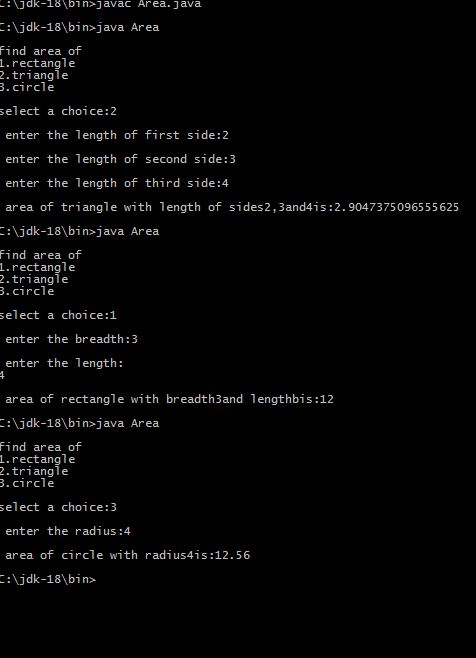 C:\jdk-18\bin>javac Area.java
C:\jdk-18\bin>java Area
find area of
1.rectangle
2.triangle
3.circle
select a choice:2
enter the length of first side:2
enter the length of second side:3
enter the length of third side:4
area of triangle with length of sides2,3and4is:2.9047375096555625
C:\jdk-18\bin>java Area
find area of
1.rectangle
2.triangle
3.circle
select a choice:1
enter the breadth:3
enter the length:
4
area of rectangle with breadth3and lengthbis:12
C:\jdk-18\bin>java Area
find area of
1.rectangle
2.triangle
3.circle
select a choice:3
enter the radius:4
area of circle with radius4is:12.56
C:\jdk-18\bin>